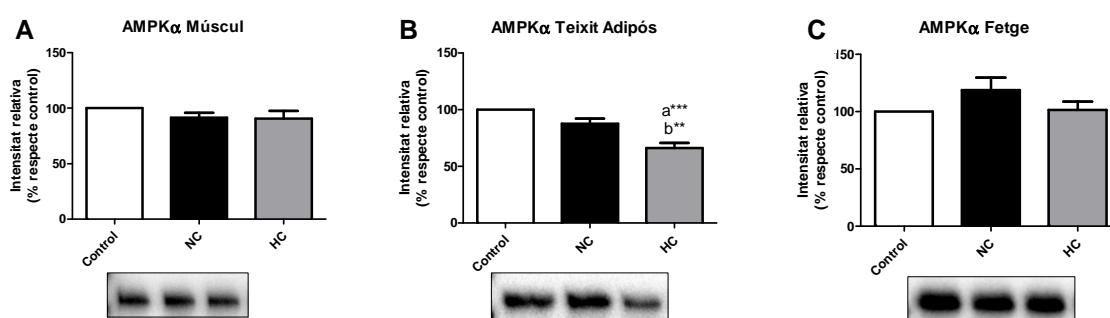 A
AMPKα Múscul
Intensitat relativa
(% respecte control)
150
100
50
0
Control
NC
HC
B
AMPKα Teixit Adipós
Intensitat relativa
(% respecte control)
150
100
50
0
a***
b**
Control
NC
HC
C
AMPKα Fetge
Intensitat relativa
(% respecte control)
150
100
50
0
Control
NC
HC